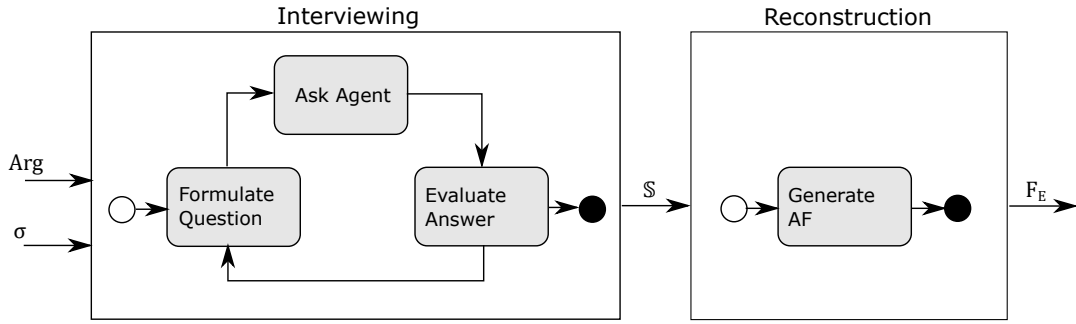 Interviewing
Reconstruction
Ask Agent
Arg
Formulate
Question
Evaluate
Answer
σ
𝕊
Generate
AF
F_E